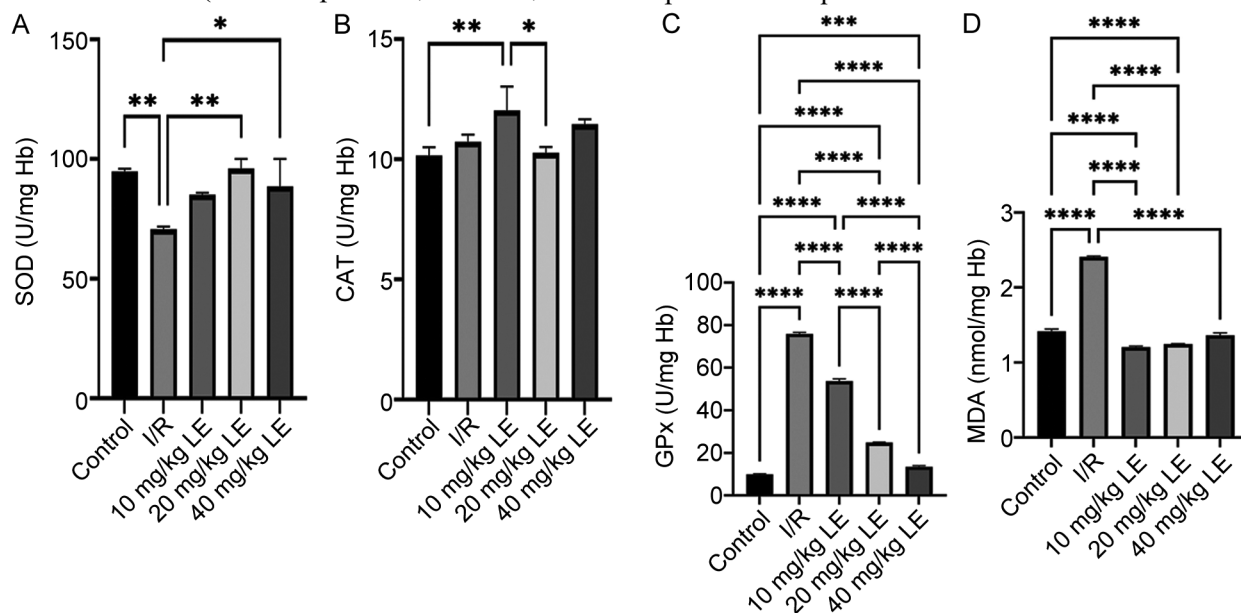 A
150
100
50
0
SOD (U/mg Hb)
*
**
**
Control
I/R
10 mg/kg LE
20 mg/kg LE
40 mg/kg LE
B
15
10
5
0
CAT (U/mg Hb)
**
*
Control
I/R
10 mg/kg LE
20 mg/kg LE
40 mg/kg LE
C
***
****
****
****
****
****
****
****
****
****
100
80
60
40
20
0
GPx (U/mg Hb)
Control
I/R
10 mg/kg LE
20 mg/kg LE
40 mg/kg LE
D
****
****
****
****
****
****
3
2
1
0
MDA (nmol/mg Hb)
Control
I/R
10 mg/kg LE
20 mg/kg LE
40 mg/kg LE